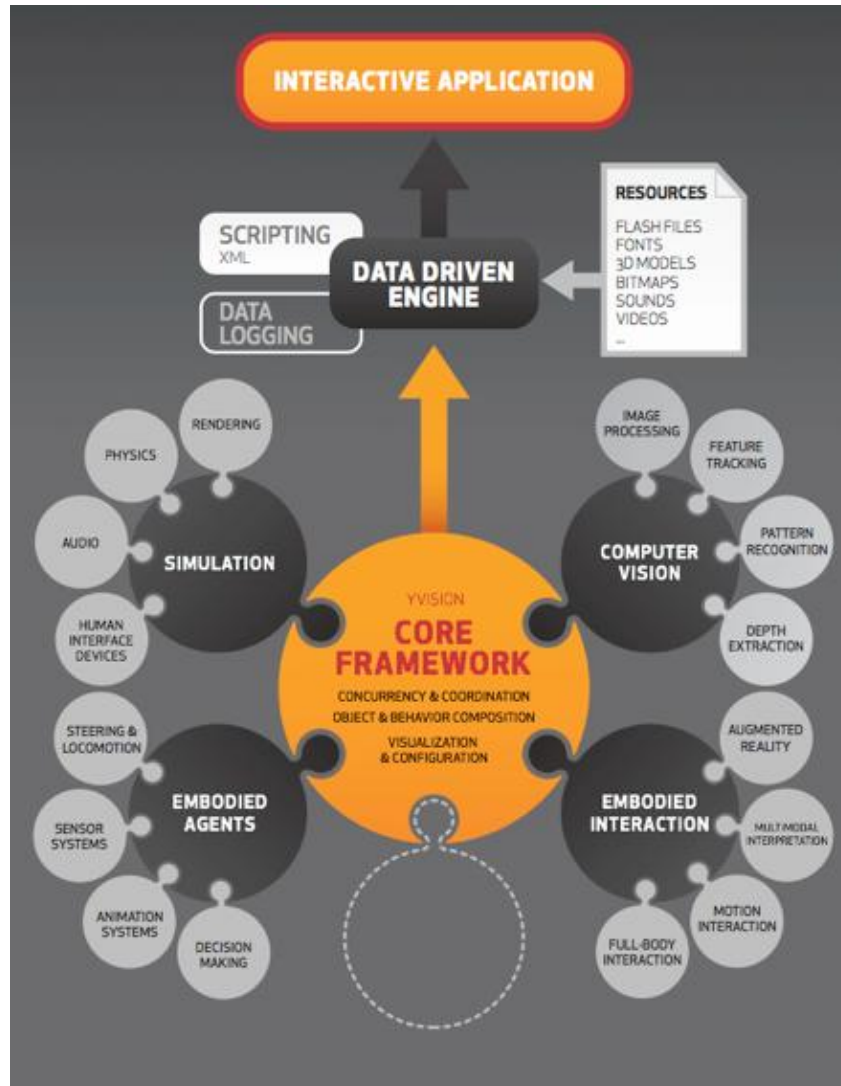 INTERACTIVE APPLICATION
RESOURCES
FLASH FILES
FONTS
3D MODELS
BITMAPS
SOUNDS
VIDEOS
...
SCRIPTING
XML
DATA DRIVEN
ENGINE
DATA
LOGGING
RENDERING
PHYSICS
AUDIO
HUMAN
INTERFACE
DEVICES
SIMULATION
IMAGE
PROCESSING
FEATURE
TRACKING
PATTERN
RECOGNITION
DEPTH
EXTRACTION
COMPUTER
VISION
YVISION
CORE
FRAMEWORK
CONCURRENCY & COORDINATION
OBJECT & BEHAVIOR COMPOSITION
VISUALIZATION
& CONFIGURATION
STEERING &
LOCOMOTION
SENSOR
SYSTEMS
ANIMATION
SYSTEMS
DECISION
MAKING
EMBODIED
AGENTS
AUGMENTED
REALITY
MULTIMODAL
INTERPRETATION
MOTION
INTERACTION
FULL-BODY
INTERACTION
EMBODIED
INTERACTION